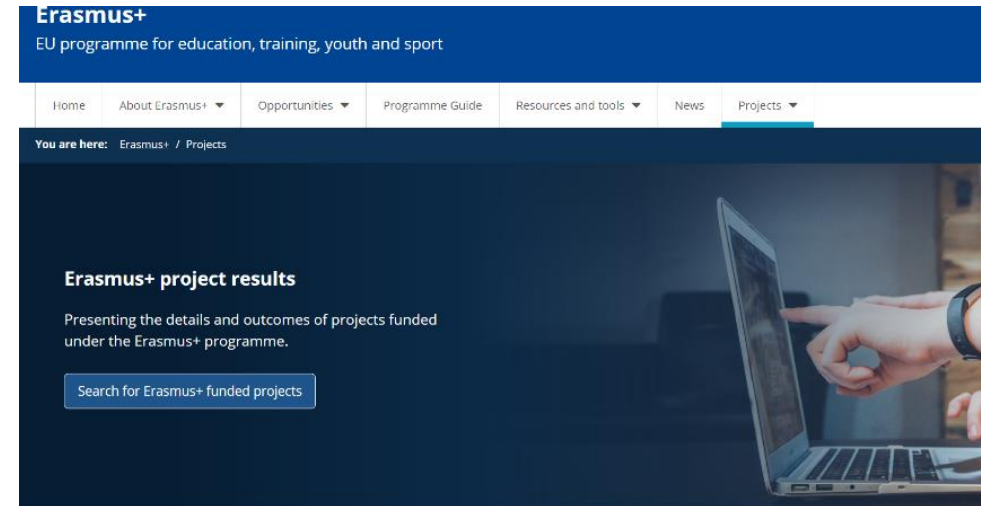 Erasmus+
EU programme for education, training, youth and sport
Home About Erasmus+ Opportunities Programme Guide Resources and tools News Projects
You are here: Erasmus+ / Projects
Erasmus+ project results
Presenting the details and outcomes of projects funded
under the Erasmus+ programme.
Search for Erasmus+ funded projects